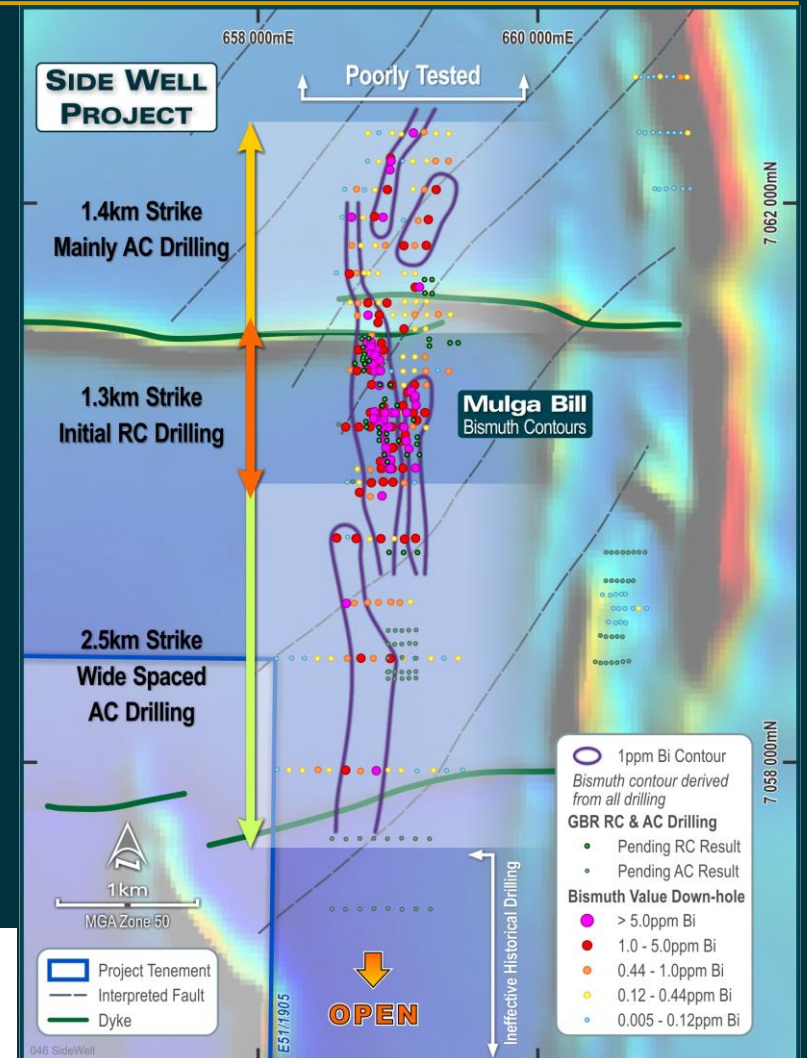 658 000mE
660 000mE
SIDE WELL
PROJECT
Poorly Tested
7 062 000mN
1.4km Strike
Mainly AC Drilling
1.3km Strike
Initial RC Drilling
Mulga Bill
Bismuth Contours
2.5km Strike
Wide Spaced
AC Drilling
7 058 000mN
1ppm Bi Contour
Bismuth contour derived
from all drilling
GBR RC & AC Drilling
Pending RC Result
Pending AC Result
Bismuth Value Down-hole
> 5.0ppm Bi
1.0 - 5.0ppm Bi
0.44 - 1.0ppm Bi
0.12 - 0.44ppm Bi
0.005 - 0.12ppm Bi
N
1km
MGA Zone 50
Project Tenement
Interpreted Fault
Dyke
E51/1905
OPEN
Ineffective Historical Drilling
046 SideWell